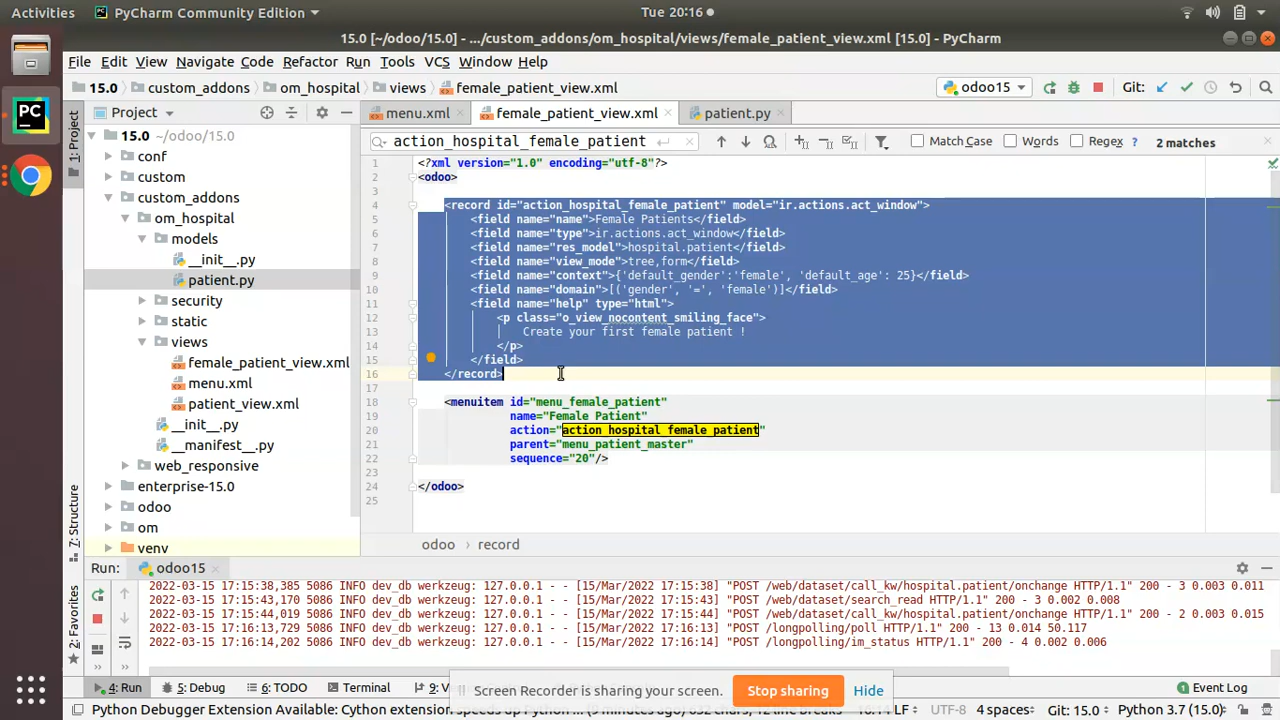 Activities PyCharm Community Edition Tue 20:16
15.0 [~/odoo/15.0] - .../custom_addons/om_hospital/views/female_patient_view.xml [15.0] - PyCharm
File Edit View Navigate Code Refactor Run Tools VCS Window Help
15.0 custom_addons om_hospital views female_patient_view.xml odoo15 Git:
Project menu.xml female_patient_view.xml patient.py
1: Project
action_hospital_female_patient Match Case Words Regex ? 2 matches
15.0 ~/odoo/15.0
conf
custom
custom_addons
om_hospital
models
__init__.py
patient.py
security
static
views
female_patient_view.xml
menu.xml
patient_view.xml
__init__.py
__manifest__.py
web_responsive
enterprise-15.0
odoo
om
venv
1 <?xml version="1.0" encoding="utf-8"?>
2 <odoo>
3
4 <record id="action_hospital_female_patient" model="ir.actions.act_window">
5 <field name="name">Female Patients</field>
6 <field name="type">ir.actions.act_window</field>
7 <field name="res_model">hospital.patient</field>
8 <field name="view_mode">tree,form</field>
9 <field name="context">{'default_gender':'female', 'default_age': 25}</field>
10 <field name="domain">[('gender', '=', 'female')]</field>
11 <field name="help" type="html">
12 <p class="o_view_nocontent_smiling_face">
13 Create your first female patient !
14 </p>
15 </field>
16 </record>
17
18 <menuitem id="menu_female_patient"
19 name="Female Patient"
20 action="action_hospital_female_patient"
21 parent="menu_patient_master"
22 sequence="20"/>
23
24 </odoo>
25
odoo record
7: Structure
2: Favorites
Run: odoo15
2022-03-15 17:15:38,385 5086 INFO dev_db werkzeug: 127.0.0.1 - - [15/Mar/2022 17:15:38] "POST /web/dataset/call_kw/hospital.patient/onchange HTTP/1.1" 200 - 3 0.003 0.011
2022-03-15 17:15:43,170 5086 INFO dev_db werkzeug: 127.0.0.1 - - [15/Mar/2022 17:15:43] "POST /web/dataset/search_read HTTP/1.1" 200 - 3 0.002 0.008
2022-03-15 17:15:44,019 5086 INFO dev_db werkzeug: 127.0.0.1 - - [15/Mar/2022 17:15:44] "POST /web/dataset/call_kw/hospital.patient/onchange HTTP/1.1" 200 - 2 0.003 0.015
2022-03-15 17:16:13,729 5086 INFO dev_db werkzeug: 127.0.0.1 - - [15/Mar/2022 17:16:13] "POST /longpolling/poll HTTP/1.1" 200 - 13 0.014 50.117
2022-03-15 17:16:14,202 5086 INFO dev_db werkzeug: 127.0.0.1 - - [15/Mar/2022 17:16:14] "POST /longpolling/im_status HTTP/1.1" 200 - 4 0.002 0.006
4: Run 5: Debug 6: TODO Terminal 9: Event Log
Screen Recorder is sharing your screen. Stop sharing Hide
Python Debugger Extension Available: Cython extension (9 minutes ago) 4 spaces Git: 15.0 Python 3.7 (15.0)
LF UTF-8